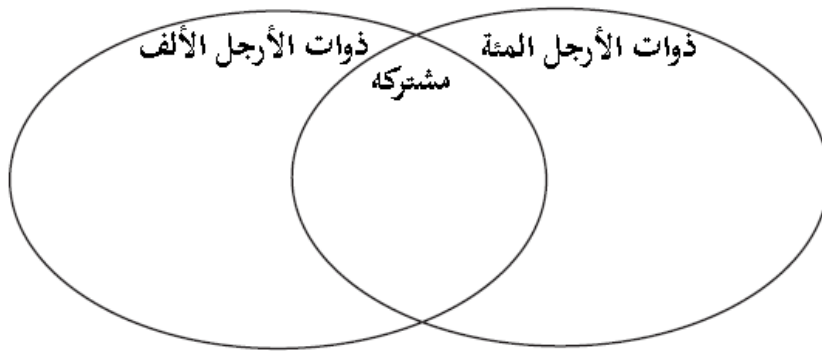 ذوات الأرجل المئة
ذوات الأرجل الألف
مشتركه